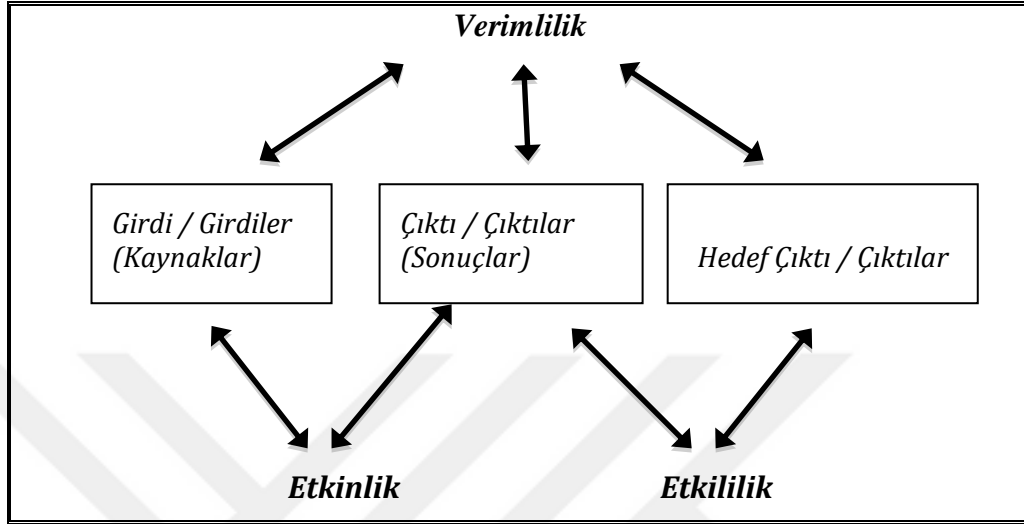 Verimlilik
Girdi / Girdiler
(Kaynaklar)
Çıktı / Çıktılar
(Sonuçlar)
Hedef Çıktı / Çıktılar
Etkinlik
Etkililik